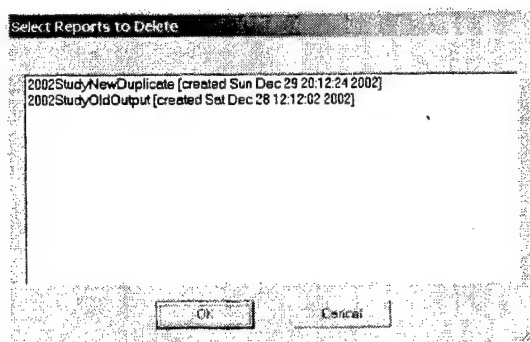 Select Reports to Delete
2002StudyNewDuplicate [created Sun Dec 29 20:12:24 2002]
2002StudyOldOutput [created Sat Dec 28 12:12:02 2002]
OK
Cancel